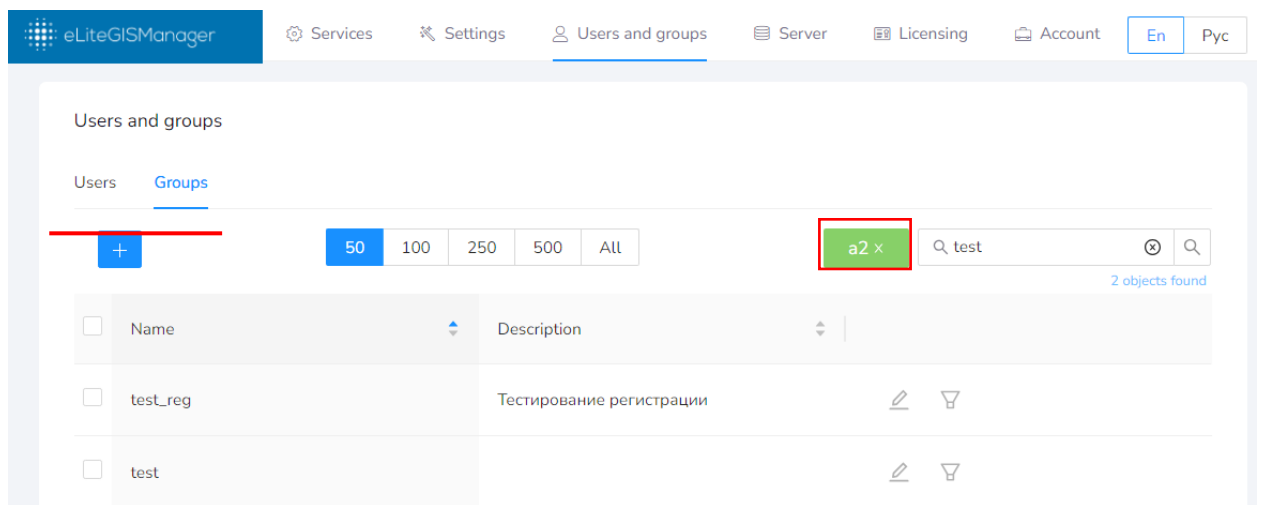 eLiteGISManager Services Settings Users and groups Server Licensing Account En Рус
Users and groups
Users Groups
+ 50 100 250 500 All a2 × test
2 objects found
Name Description
test_reg Тестирование регистрации
test